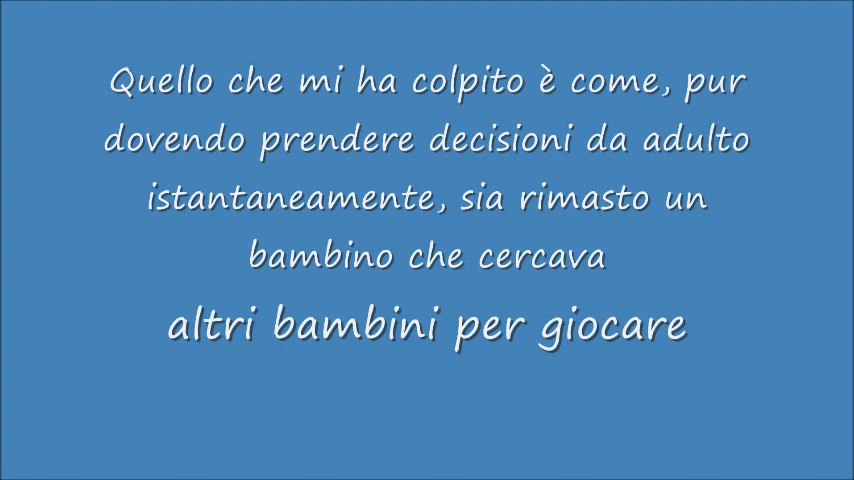 Quello che mi ha colpito è come, pur
dovendo prendere decisioni da adulto
istantaneamente, sia rimasto un
bambino che cercava
altri bambini per giocare